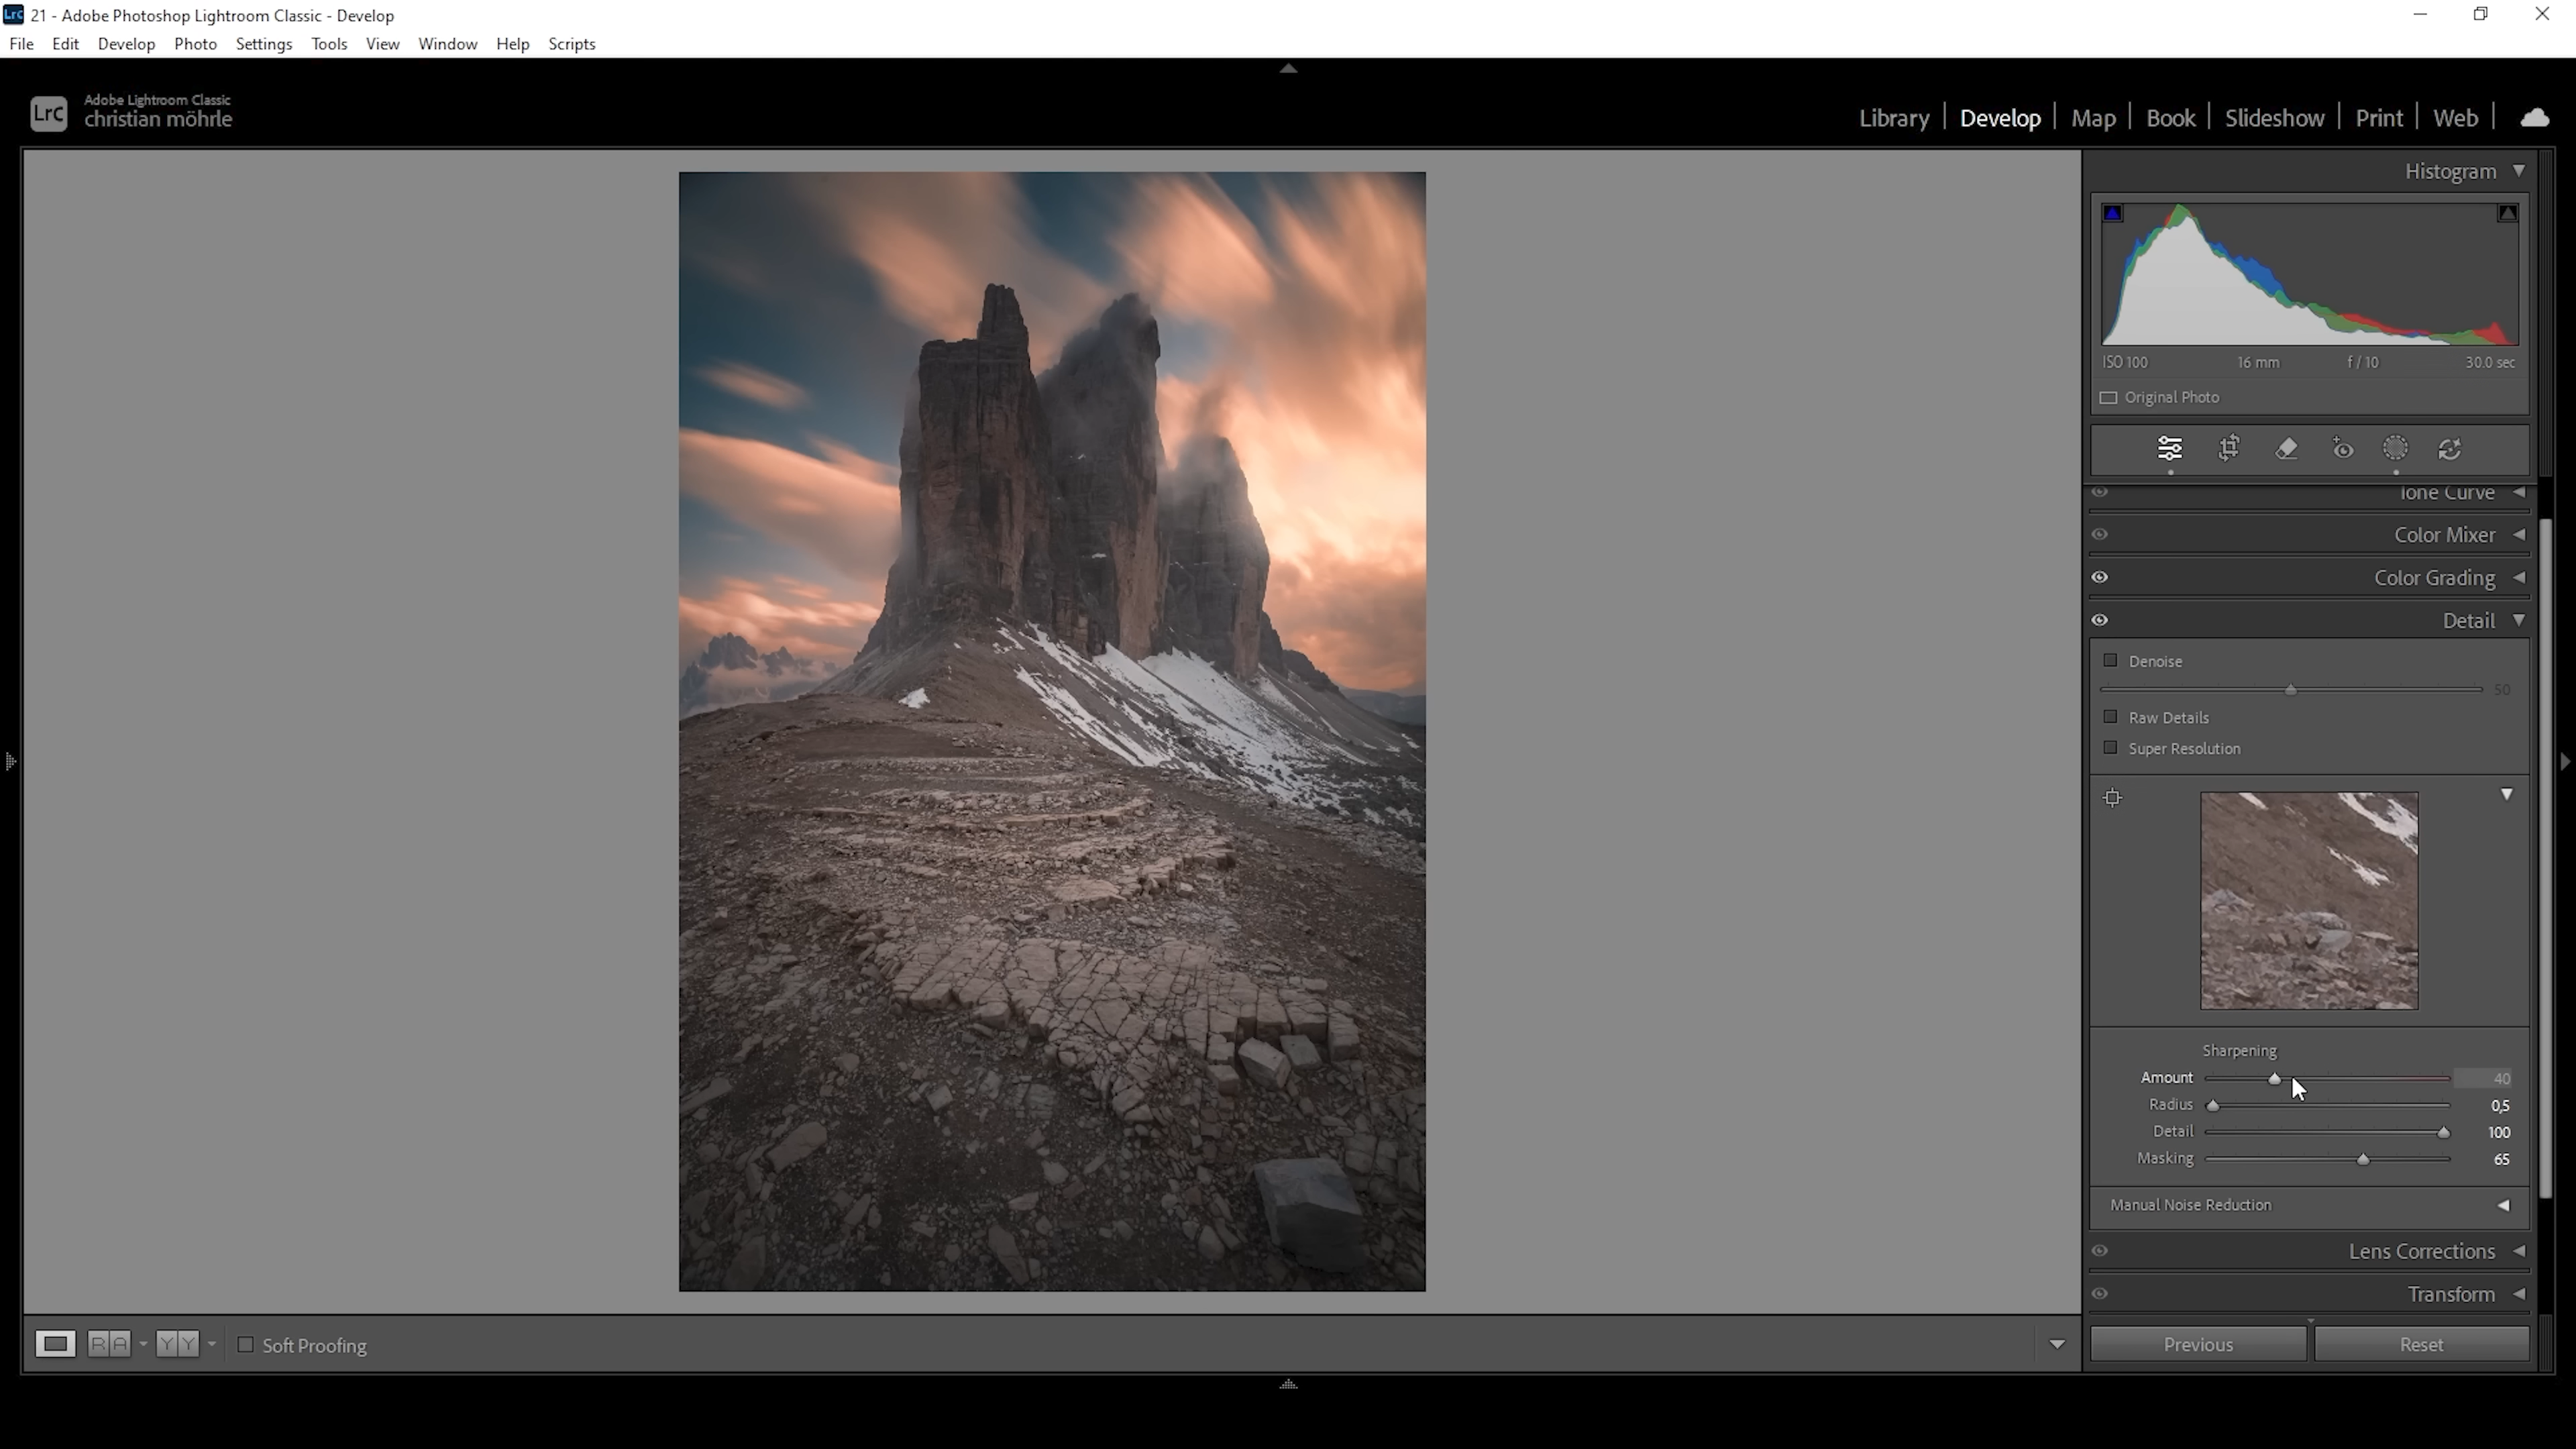 Lrc 21 - Adobe Photoshop Lightroom Classic - Develop
File Edit Develop Photo Settings Tools View Window Help Scripts
Lrc
Adobe Lightroom Classic
christian möhrle
Library | Develop | Map | Book | Slideshow | Print | Web |
Histogram
ISO 100 16 mm f / 10 30.0 sec
Original Photo
Tone Curve
Color Mixer
Color Grading
Detail
Denoise
50
Raw Details
Super Resolution
Sharpening
Amount 40
Radius 0,5
Detail 100
Masking 65
Manual Noise Reduction
Lens Corrections
Transform
R A Y Y Soft Proofing
Previous Reset